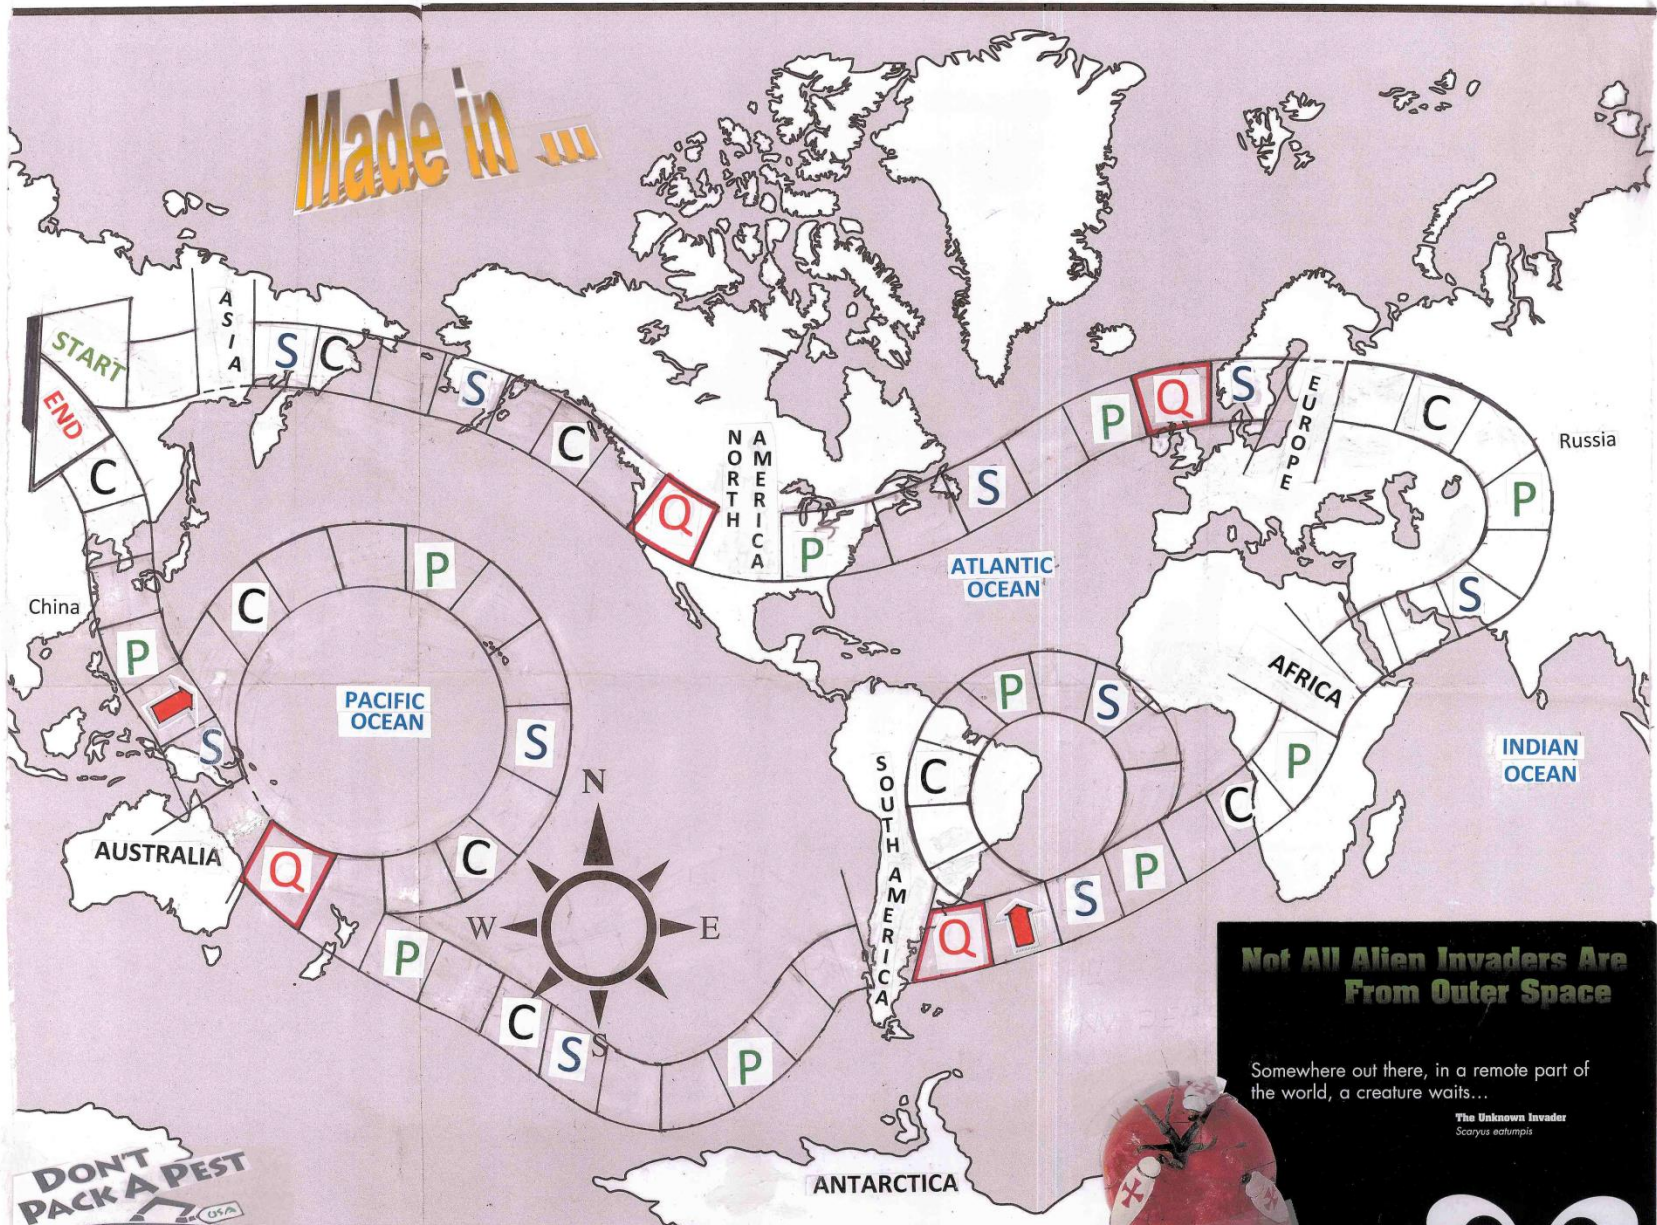 Made in ...
START
END
ASIA
S
C
S
C
Q
NORTH
AMERICA
P
S
P
Q
S
EUROPE
C
Russia
P
S
AFRICA
P
C
P
S
Q
SOUTH AMERICA
C
P
S
ATLANTIC
OCEAN
INDIAN
OCEAN
PACIFIC
OCEAN
China
C
P
S
C
P
S
C
AUSTRALIA
Q
P
C
S
P
N
W
E
S
ANTARCTICA
DON'T
PACK A PEST
USA
Not All Alien Invaders Are
From Outer Space
Somewhere out there, in a remote part of
the world, a creature waits...
The Unknown Invader
Scaryus eatumpis